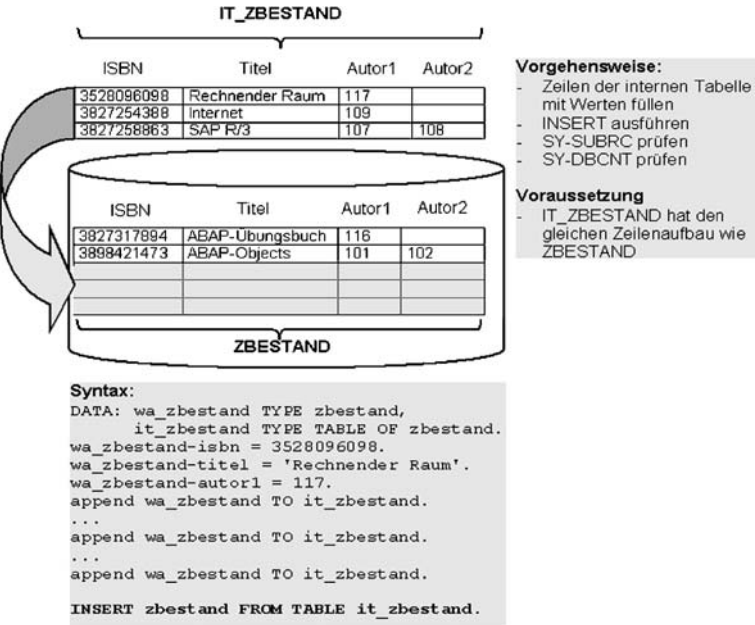 IT_ZBESTAND
ISBN Titel Autor1 Autor2
3528096098 Rechnender Raum 117
3827254388 Internet 109
3827258863 SAP R/3 107 108
ISBN Titel Autor1 Autor2
3827317894 ABAP-Übungsbuch 116
3898421473 ABAP-Objects 101 102
ZBESTAND
Vorgehensweise:
- Zeilen der internen Tabelle
mit Werten füllen
- INSERT ausführen
- SY-SUBRC prüfen
- SY-DBCNT prüfen
Voraussetzung
- IT_ZBESTAND hat den
gleichen Zeilenaufbau wie
ZBESTAND
Syntax:
DATA: wa_zbestand TYPE zbestand,
it_zbestand TYPE TABLE OF zbestand.
wa_zbestand-isbn = 3528096098.
wa_zbestand-titel = 'Rechnender Raum'.
wa_zbestand-autor1 = 117.
append wa_zbestand TO it_zbestand.
...
append wa_zbestand TO it_zbestand.
...
append wa_zbestand TO it_zbestand.
INSERT zbestand FROM TABLE it_zbestand.